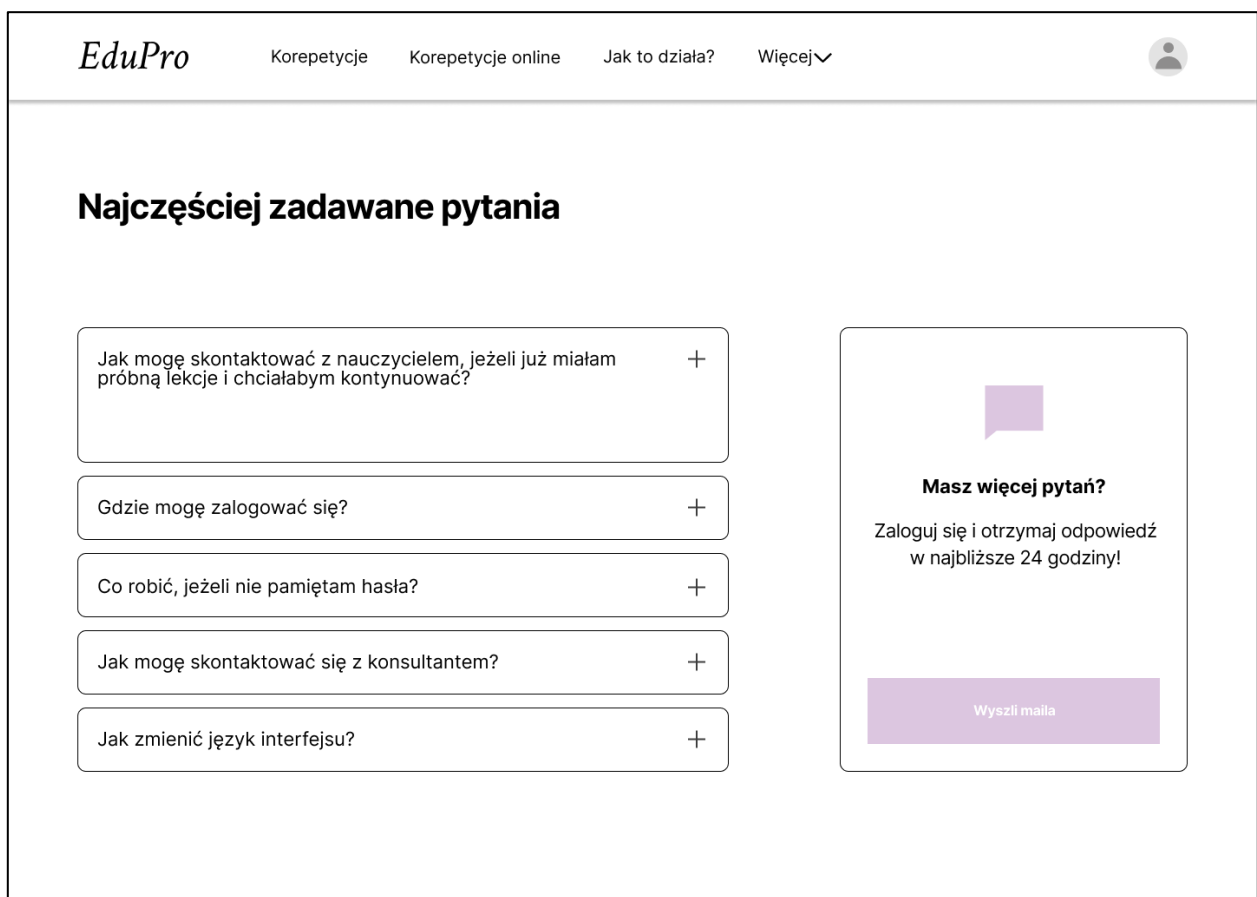 EduPro
Korepetycje
Korepetycje online
Jak to działa?
Więcej
Najczęściej zadawane pytania
Jak mogę skontaktować z nauczycielem, jeżeli już miałam
próbną lekcje i chciałabym kontynuować?
Gdzie mogę zalogować się?
Co robić, jeżeli nie pamiętam hasła?
Jak mogę skontaktować się z konsultantem?
Jak zmienić język interfejsu?
Masz więcej pytań?
Zaloguj się i otrzymaj odpowiedź
w najbliższe 24 godziny!
Wyszli maila